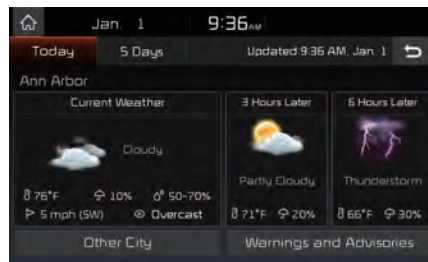 Jan. 1 9:36 AM
Today 5 Days Updated 9:36 AM, Jan. 1
Ann Arbor
Current Weather 3 Hours Later 6 Hours Later
Cloudy
Partly Cloudy Thunderstorm
76°F 10% 50-70%
5 mph (SW) Overcast 71°F 20% 66°F 30%
Other City Warnings and Advisories